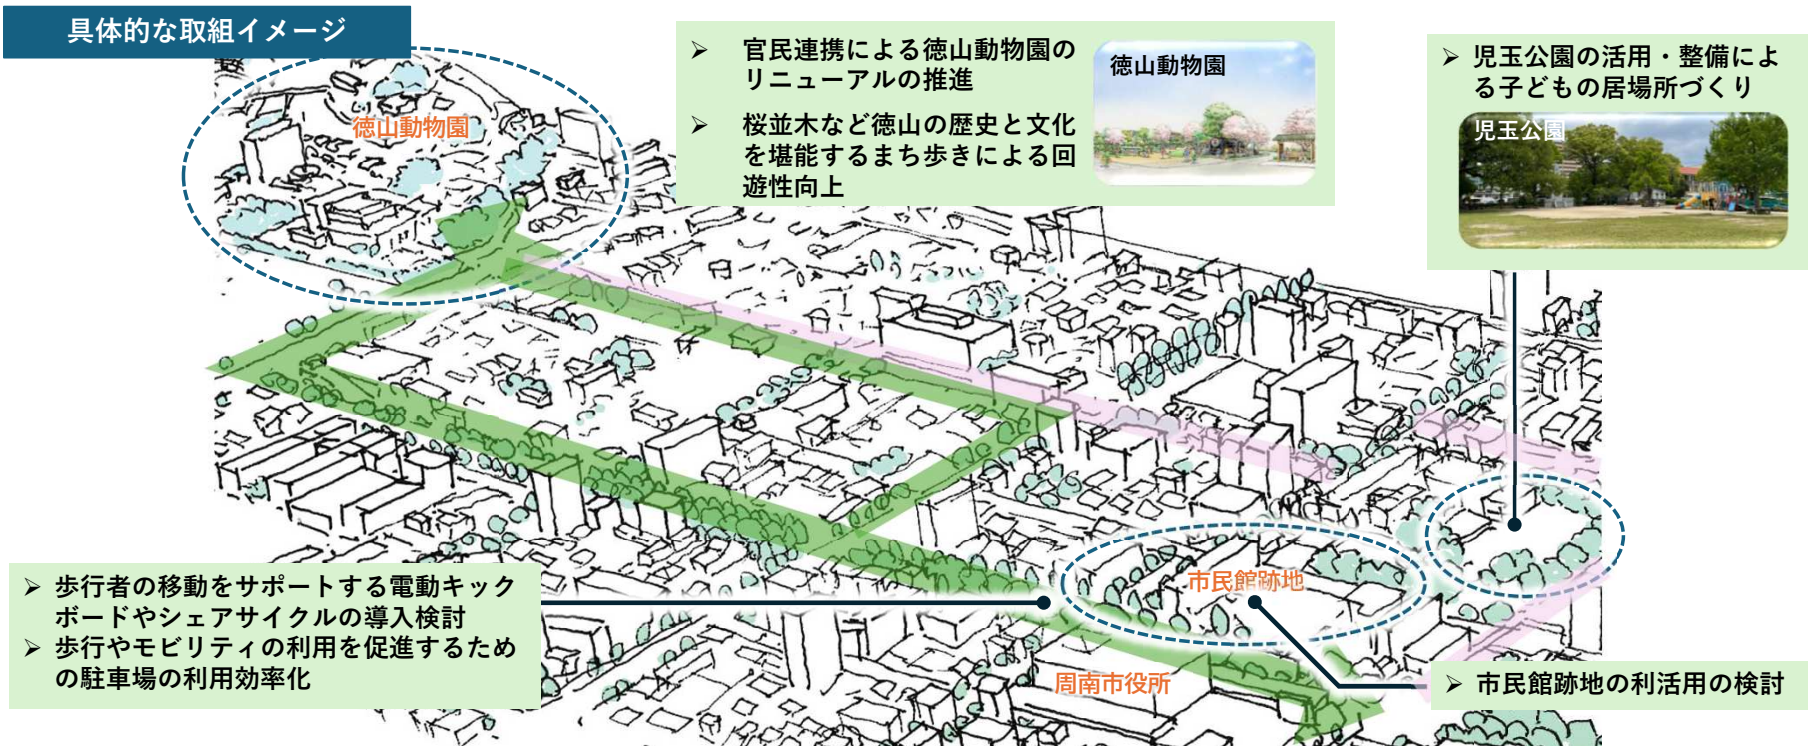 具体的な取組イメージ
➢ 官民連携による徳山動物園の
リニューアルの推進
➢ 桜並木など徳山の歴史と文化
を堪能するまち歩きによる回
遊性向上
徳山動物園
➢ 児玉公園の活用・整備によ
る子どもの居場所づくり
児玉公園
徳山動物園
➢ 歩行者の移動をサポートする電動キック
ボードやシェアサイクルの導入検討
➢ 歩行やモビリティの利用を促進するため
の駐車場の利用効率化
市民館跡地
周南市役所
➢ 市民館跡地の利活用の検討